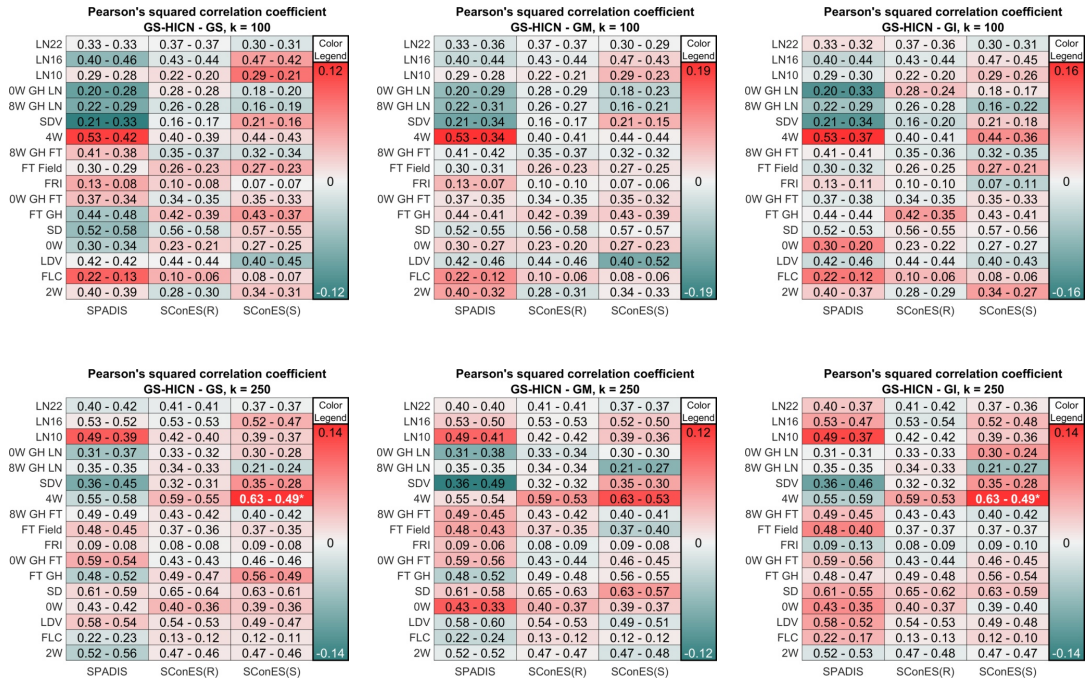 Pearson's squared correlation coefficient
GS-HICN - GS, k = 100
LN22 0.33 - 0.33 0.37 - 0.37 0.30 - 0.31
LN16 0.40 - 0.46 0.43 - 0.44 0.47 - 0.42
LN10 0.29 - 0.28 0.22 - 0.20 0.29 - 0.21
0W GH LN 0.20 - 0.28 0.28 - 0.28 0.18 - 0.20
8W GH LN 0.22 - 0.29 0.26 - 0.28 0.16 - 0.19
SDV 0.21 - 0.33 0.16 - 0.17 0.21 - 0.16
4W 0.53 - 0.42 0.40 - 0.39 0.44 - 0.43
8W GH FT 0.41 - 0.38 0.35 - 0.37 0.32 - 0.34
FT Field 0.30 - 0.29 0.26 - 0.23 0.27 - 0.23
FRI 0.13 - 0.08 0.10 - 0.08 0.07 - 0.07
0W GH FT 0.37 - 0.34 0.34 - 0.34 0.35 - 0.33
FT GH 0.44 - 0.48 0.42 - 0.39 0.43 - 0.37
SD 0.52 - 0.58 0.56 - 0.58 0.57 - 0.55
0W 0.30 - 0.34 0.23 - 0.21 0.27 - 0.25
LDV 0.42 - 0.42 0.44 - 0.44 0.40 - 0.45
FLC 0.22 - 0.13 0.10 - 0.06 0.08 - 0.07
2W 0.40 - 0.39 0.28 - 0.30 0.34 - 0.31
SPADIS SConES(R) SConES(S)
Color
Legend
0.12
0
-0.12
Pearson's squared correlation coefficient
GS-HICN - GM, k = 100
LN22 0.33 - 0.36 0.37 - 0.37 0.30 - 0.29
LN16 0.40 - 0.44 0.43 - 0.44 0.47 - 0.43
LN10 0.29 - 0.28 0.22 - 0.21 0.29 - 0.23
0W GH LN 0.20 - 0.29 0.28 - 0.29 0.18 - 0.23
8W GH LN 0.22 - 0.31 0.26 - 0.27 0.16 - 0.21
SDV 0.21 - 0.34 0.16 - 0.17 0.21 - 0.15
4W 0.53 - 0.34 0.40 - 0.41 0.44 - 0.44
8W GH FT 0.41 - 0.42 0.35 - 0.37 0.32 - 0.32
FT Field 0.30 - 0.31 0.26 - 0.23 0.27 - 0.25
FRI 0.13 - 0.07 0.10 - 0.10 0.07 - 0.06
0W GH FT 0.37 - 0.35 0.34 - 0.35 0.35 - 0.32
FT GH 0.44 - 0.41 0.42 - 0.39 0.43 - 0.39
SD 0.52 - 0.55 0.56 - 0.58 0.57 - 0.56
0W 0.30 - 0.27 0.23 - 0.20 0.27 - 0.23
LDV 0.42 - 0.46 0.44 - 0.46 0.40 - 0.52
FLC 0.22 - 0.12 0.10 - 0.06 0.08 - 0.06
2W 0.40 - 0.32 0.28 - 0.31 0.34 - 0.33
SPADIS SConES(R) SConES(S)
Color
Legend
0.19
0
-0.19
Pearson's squared correlation coefficient
GS-HICN - GI, k = 100
LN22 0.33 - 0.32 0.37 - 0.37 0.30 - 0.31
LN16 0.40 - 0.44 0.43 - 0.44 0.47 - 0.45
LN10 0.29 - 0.30 0.22 - 0.22 0.29 - 0.26
0W GH LN 0.20 - 0.33 0.28 - 0.24 0.18 - 0.17
8W GH LN 0.22 - 0.29 0.26 - 0.28 0.16 - 0.22
SDV 0.21 - 0.34 0.16 - 0.20 0.21 - 0.18
4W 0.53 - 0.37 0.40 - 0.41 0.44 - 0.36
8W GH FT 0.41 - 0.41 0.35 - 0.36 0.32 - 0.35
FT Field 0.30 - 0.32 0.26 - 0.25 0.27 - 0.21
FRI 0.13 - 0.11 0.10 - 0.09 0.07 - 0.11
0W GH FT 0.37 - 0.38 0.34 - 0.35 0.35 - 0.33
FT GH 0.44 - 0.44 0.42 - 0.35 0.43 - 0.41
SD 0.52 - 0.53 0.56 - 0.56 0.57 - 0.56
0W 0.30 - 0.20 0.23 - 0.22 0.27 - 0.27
LDV 0.42 - 0.46 0.44 - 0.46 0.40 - 0.43
FLC 0.22 - 0.12 0.10 - 0.06 0.08 - 0.06
2W 0.40 - 0.37 0.28 - 0.29 0.34 - 0.27
SPADIS SConES(R) SConES(S)
Color
Legend
0.16
0
-0.16
Pearson's squared correlation coefficient
GS-HICN - GS, k = 250
LN22 0.40 - 0.42 0.41 - 0.41 0.37 - 0.37
LN16 0.53 - 0.52 0.53 - 0.53 0.52 - 0.47
LN10 0.49 - 0.39 0.42 - 0.40 0.39 - 0.37
0W GH LN 0.31 - 0.37 0.33 - 0.32 0.30 - 0.28
8W GH LN 0.35 - 0.35 0.34 - 0.33 0.21 - 0.24
SDV 0.36 - 0.45 0.32 - 0.31 0.35 - 0.28
4W 0.55 - 0.58 0.59 - 0.55 0.63 - 0.49*
8W GH FT 0.49 - 0.49 0.43 - 0.42 0.40 - 0.42
FT Field 0.48 - 0.45 0.37 - 0.36 0.37 - 0.35
FRI 0.09 - 0.08 0.08 - 0.08 0.09 - 0.08
0W GH FT 0.59 - 0.54 0.43 - 0.43 0.46 - 0.46
FT GH 0.48 - 0.52 0.49 - 0.47 0.56 - 0.49
SD 0.61 - 0.59 0.65 - 0.64 0.63 - 0.61
0W 0.43 - 0.42 0.40 - 0.36 0.39 - 0.36
LDV 0.58 - 0.54 0.54 - 0.53 0.49 - 0.47
FLC 0.22 - 0.23 0.13 - 0.12 0.12 - 0.11
2W 0.52 - 0.56 0.47 - 0.46 0.47 - 0.46
SPADIS SConES(R) SConES(S)
Color
Legend
0.14
0
-0.14
Pearson's squared correlation coefficient
GS-HICN - GM, k = 250
LN22 0.40 - 0.40 0.41 - 0.41 0.37 - 0.37
LN16 0.53 - 0.50 0.53 - 0.53 0.52 - 0.50
LN10 0.49 - 0.41 0.42 - 0.42 0.39 - 0.36
0W GH LN 0.31 - 0.38 0.33 - 0.34 0.30 - 0.30
8W GH LN 0.35 - 0.35 0.34 - 0.34 0.21 - 0.27
SDV 0.36 - 0.49 0.32 - 0.31 0.35 - 0.30
4W 0.55 - 0.54 0.59 - 0.53 0.63 - 0.53
8W GH FT 0.49 - 0.45 0.43 - 0.42 0.40 - 0.41
FT Field 0.48 - 0.43 0.37 - 0.35 0.37 - 0.40
FRI 0.09 - 0.06 0.08 - 0.09 0.09 - 0.09
0W GH FT 0.59 - 0.56 0.43 - 0.44 0.46 - 0.45
FT GH 0.48 - 0.52 0.49 - 0.48 0.56 - 0.55
SD 0.61 - 0.58 0.65 - 0.63 0.63 - 0.57
0W 0.43 - 0.33 0.40 - 0.37 0.39 - 0.37
LDV 0.58 - 0.60 0.54 - 0.53 0.49 - 0.51
FLC 0.22 - 0.24 0.13 - 0.12 0.12 - 0.12
2W 0.52 - 0.52 0.47 - 0.47 0.47 - 0.48
SPADIS SConES(R) SConES(S)
Color
Legend
0.12
0
-0.12
Pearson's squared correlation coefficient
GS-HICN - GI, k = 250
LN22 0.40 - 0.37 0.41 - 0.42 0.37 - 0.36
LN16 0.53 - 0.47 0.53 - 0.54 0.52 - 0.48
LN10 0.49 - 0.37 0.42 - 0.42 0.39 - 0.36
0W GH LN 0.31 - 0.31 0.33 - 0.33 0.30 - 0.24
8W GH LN 0.35 - 0.35 0.34 - 0.34 0.21 - 0.27
SDV 0.36 - 0.46 0.32 - 0.32 0.35 - 0.28
4W 0.55 - 0.59 0.59 - 0.53 0.63 - 0.49*
8W GH FT 0.49 - 0.45 0.43 - 0.43 0.40 - 0.42
FT Field 0.48 - 0.40 0.37 - 0.37 0.37 - 0.37
FRI 0.09 - 0.13 0.08 - 0.09 0.09 - 0.10
0W GH FT 0.59 - 0.56 0.43 - 0.44 0.46 - 0.45
FT GH 0.48 - 0.47 0.49 - 0.48 0.56 - 0.54
SD 0.61 - 0.55 0.65 - 0.62 0.63 - 0.59
0W 0.43 - 0.35 0.40 - 0.37 0.39 - 0.40
LDV 0.58 - 0.52 0.54 - 0.53 0.49 - 0.48
FLC 0.22 - 0.17 0.13 - 0.13 0.12 - 0.10
2W 0.52 - 0.53 0.47 - 0.48 0.47 - 0.47
SPADIS SConES(R) SConES(S)
Color
Legend
0.14
0
-0.14